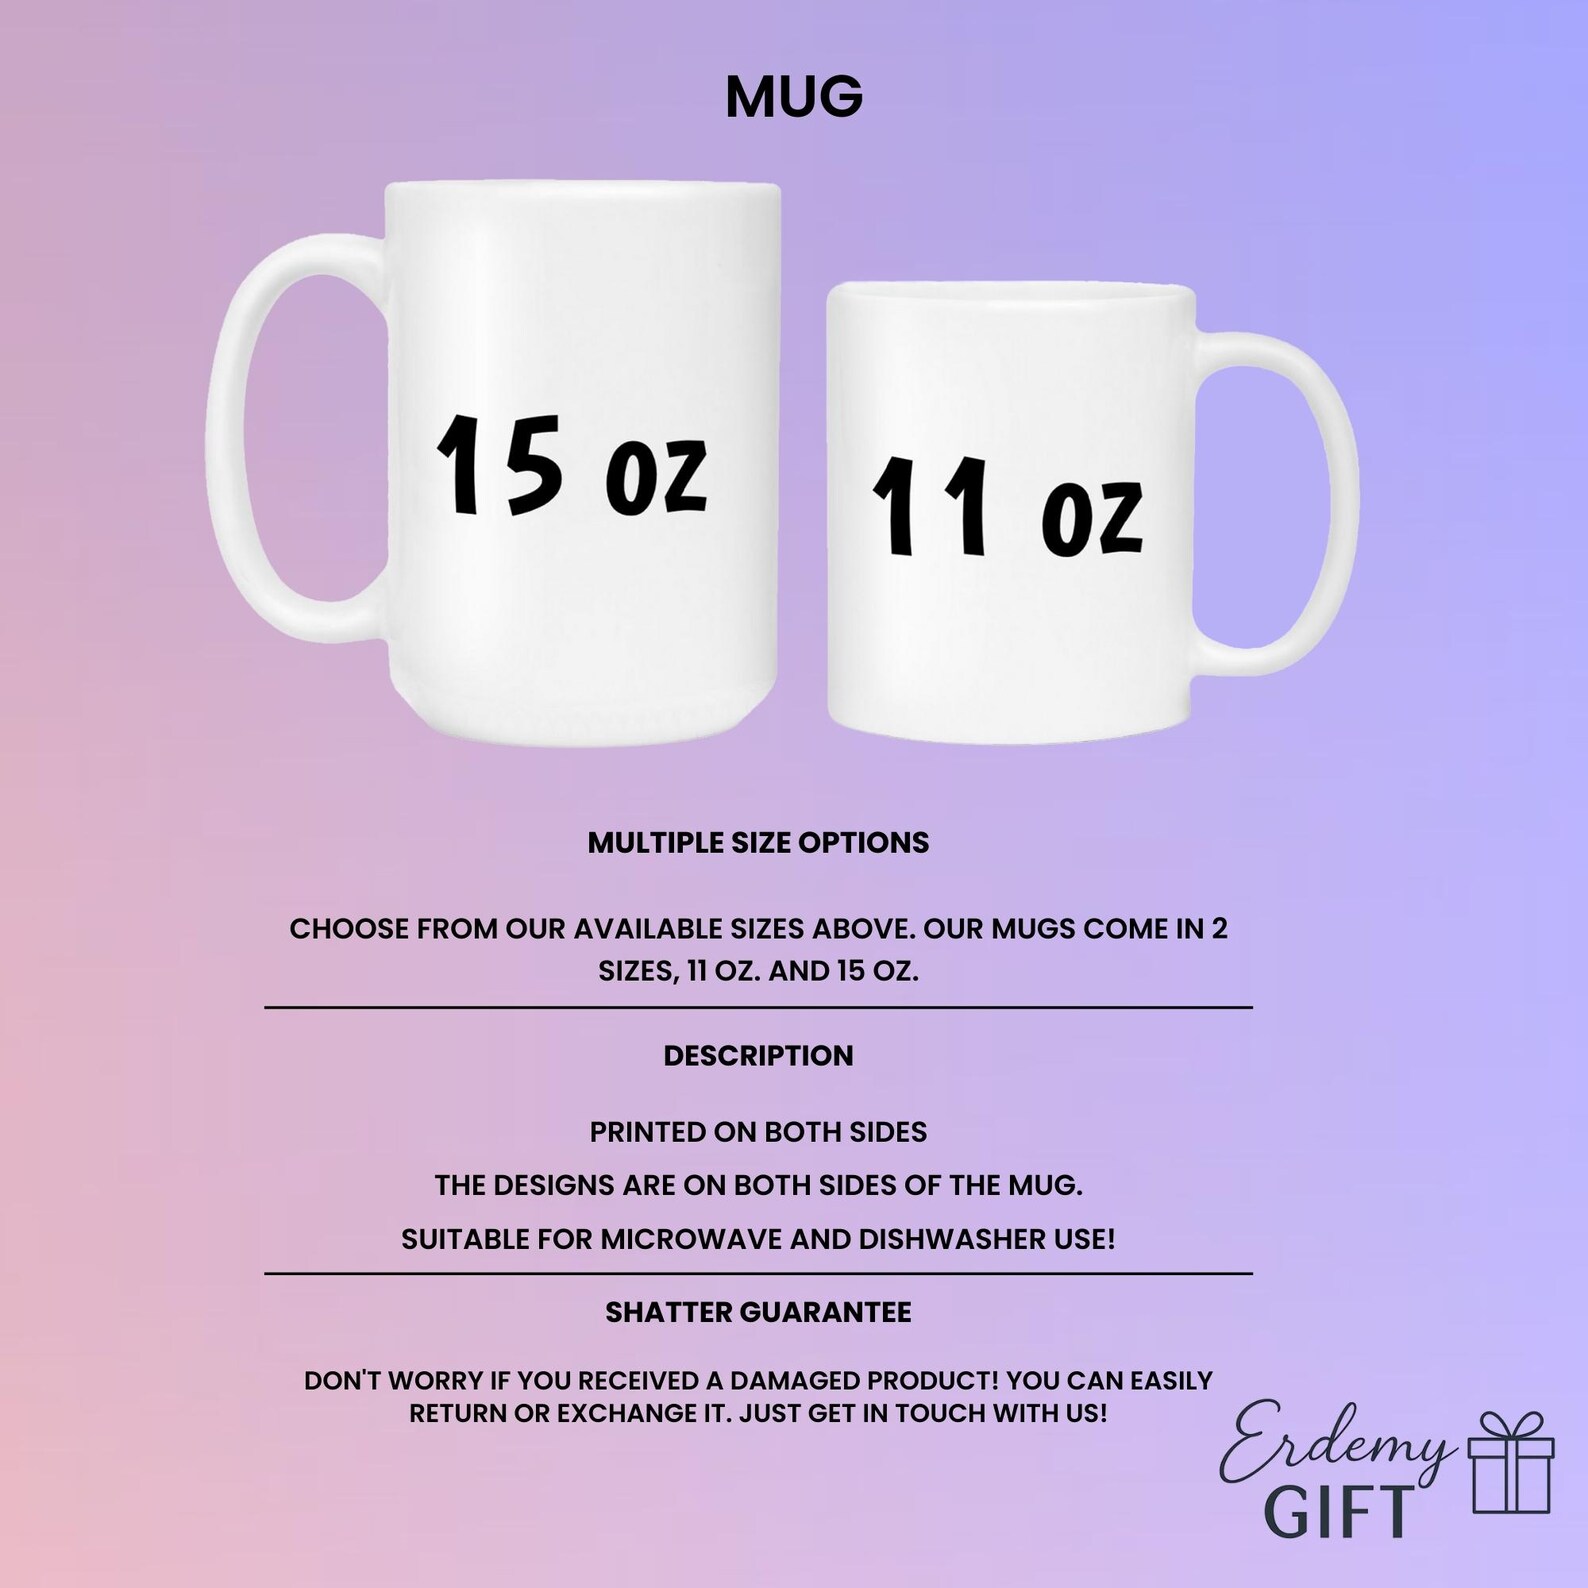 MUG
15 oz
11 oz
MULTIPLE SIZE OPTIONS
CHOOSE FROM OUR AVAILABLE SIZES ABOVE. OUR MUGS COME IN 2
SIZES, 11 OZ. AND 15 OZ.
DESCRIPTION
PRINTED ON BOTH SIDES
THE DESIGNS ARE ON BOTH SIDES OF THE MUG.
SUITABLE FOR MICROWAVE AND DISHWASHER USE!
SHATTER GUARANTEE
DON'T WORRY IF YOU RECEIVED A DAMAGED PRODUCT! YOU CAN EASILY
RETURN OR EXCHANGE IT. JUST GET IN TOUCH WITH US!
Erdemy
GIFT